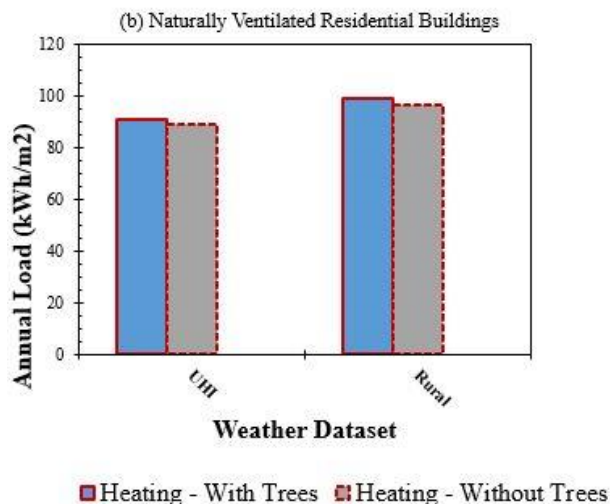 (b) Naturally Ventilated Residential Buildings
120
100
80
60
40
20
0
Annual Load (kWh/m2)
UHI
Rural
Weather Dataset
Heating - With Trees
Heating - Without Trees